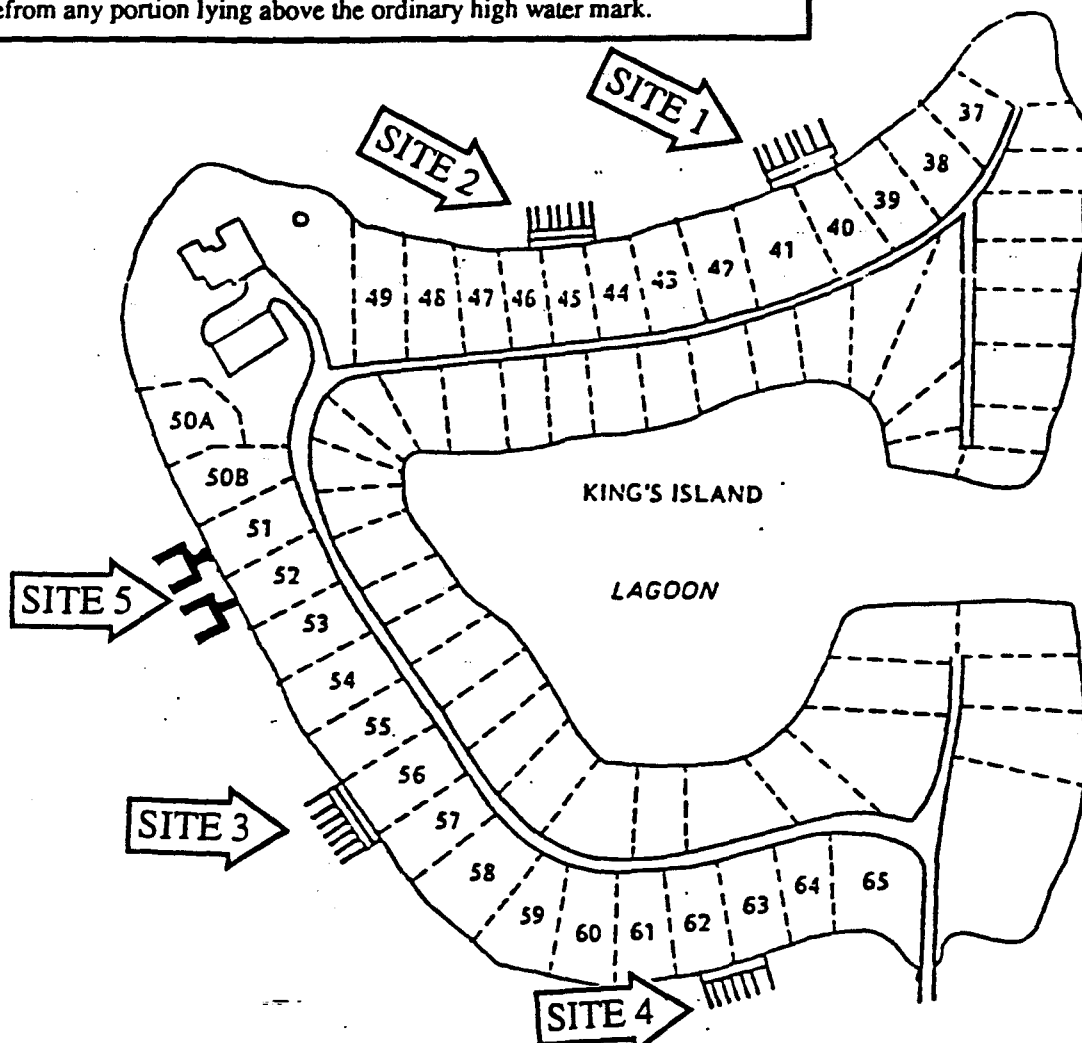 efrom any portion lying above the ordinary high water mark.
SITE 1
SITE 2
37
38
39
40
41
42
43
44
45
46
47
48
49
50A
50B
KING'S ISLAND
LAGOON
51
52
53
54
55
56
57
58
59
60
61
62
63
64
65
SITE 5
SITE 3
SITE 4